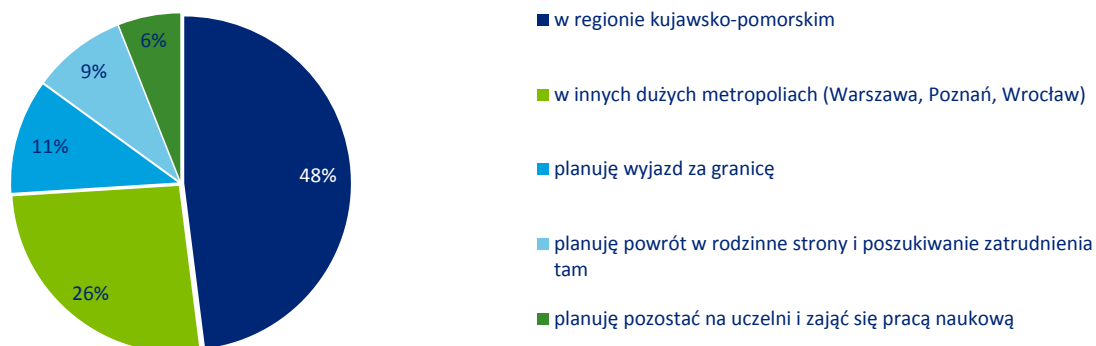 48%
26%
11%
9%
6%
w regionie kujawsko-pomorskim
w innych dużych metropoliach (Warszawa, Poznań, Wrocław)
planuję wyjazd za granicę
planuję powrót w rodzinne strony i poszukiwanie zatrudnienia
tam
planuję pozostać na uczelni i zająć się pracą naukową